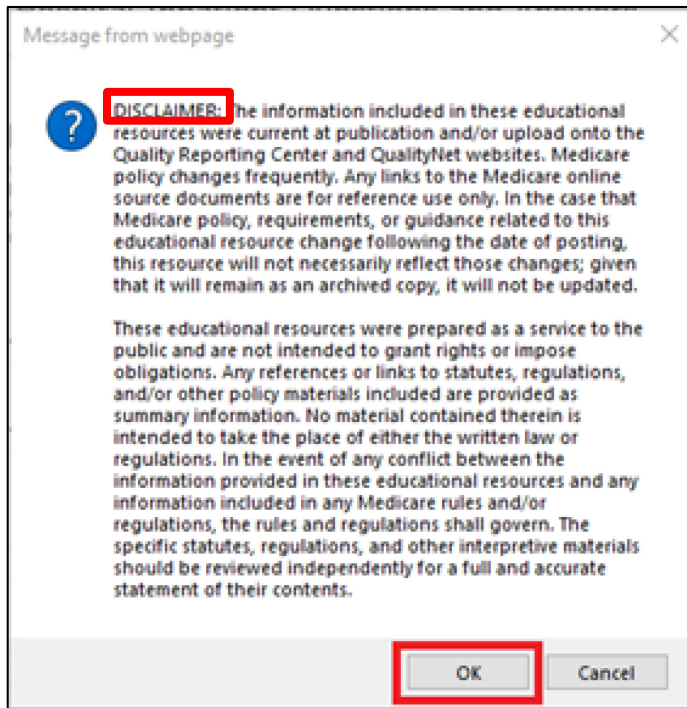 Message from webpage
DISCLAIMER: The information included in these educational
resources were current at publication and/or upload onto the
Quality Reporting Center and QualityNet websites. Medicare
policy changes frequently. Any links to the Medicare online
source documents are for reference use only. In the case that
Medicare policy, requirements, or guidance related to this
educational resource change following the date of posting,
this resource will not necessarily reflect those changes; given
that it will remain as an archived copy, it will not be updated.
These educational resources were prepared as a service to the
public and are not intended to grant rights or impose
obligations. Any references or links to statutes, regulations,
and/or other policy materials included are provided as
summary information. No material contained therein is
intended to take the place of either the written law or
regulations. In the event of any conflict between the
information provided in these educational resources and any
information included in any Medicare rules and/or
regulations, the rules and regulations shall govern. The
specific statutes, regulations, and other interpretive materials
should be reviewed independently for a full and accurate
statement of their contents.
OK
Cancel